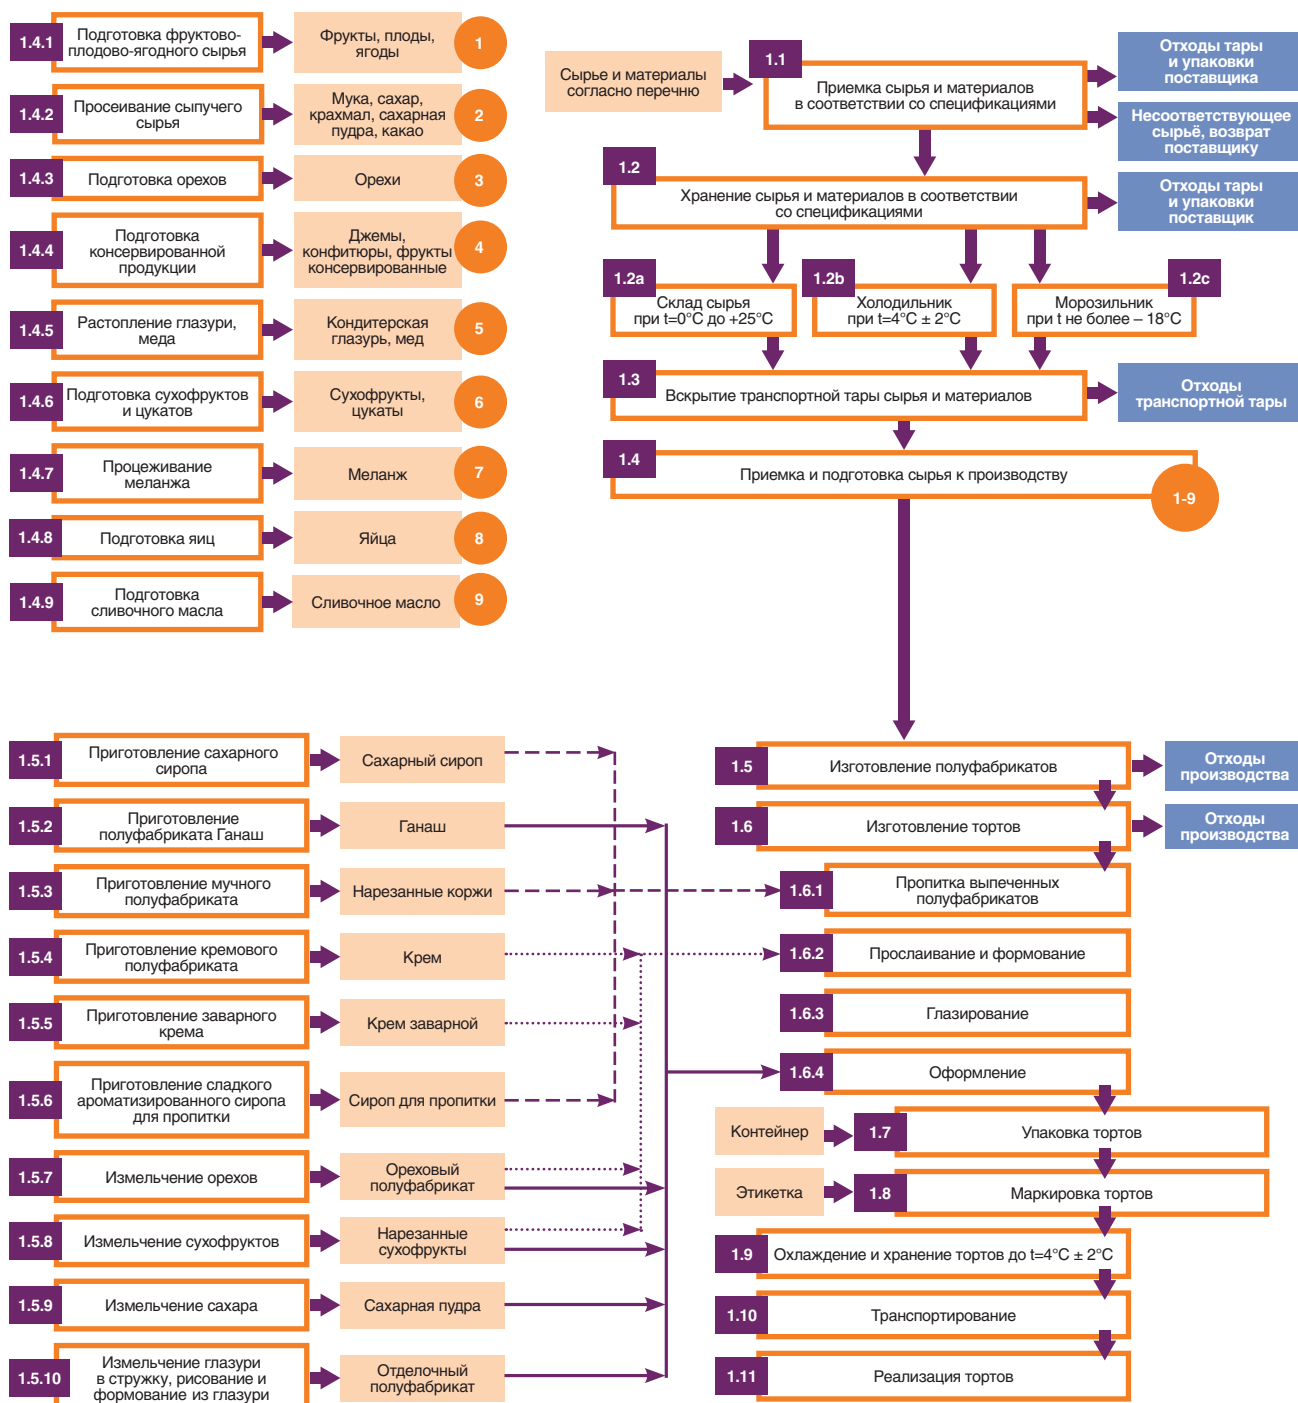 1.4.1
Подготовка фруктово-
плодово-ягодного сырья
Фрукты, плоды,
ягоды
1
1.4.2
Просеивание сыпучего
сырья
Мука, сахар,
крахмал, сахарная
пудра, какао
2
1.4.3
Подготовка орехов
Орехи
3
1.4.4
Подготовка
консервированной
продукции
Джемы,
конфитюры, фрукты
консервированные
4
1.4.5
Растопление глазури,
меда
Кондитерская
глазурь, мед
5
1.4.6
Подготовка сухофруктов
и цукатов
Сухофрукты,
цукаты
6
1.4.7
Процеживание
меланжа
Меланж
7
1.4.8
Подготовка яиц
Яйца
8
1.4.9
Подготовка
сливочного масла
Сливочное масло
9
Сырье и материалы
согласно перечню
1.1
Приемка сырья и материалов
в соответствии со спецификациями
Отходы тары
и упаковки
поставщика
Несоответствующее
сырьё, возврат
поставщику
1.2
Хранение сырья и материалов в соответствии
со спецификациями
Отходы тары
и упаковки
поставщик
1.2a
Склад сырья
при t=0°C до +25°C
1.2b
Холодильник
при t=4°C ± 2°C
1.2c
Морозильник
при t не более – 18°C
1.3
Вскрытие транспортной тары сырья и материалов
Отходы
транспортной тары
1.4
Приемка и подготовка сырья к производству
1-9
1.5.1
Приготовление сахарного
сиропа
Сахарный сироп
1.5.2
Приготовление
полуфабриката Ганаш
Ганаш
1.5.3
Приготовление мучного
полуфабриката
Нарезанные коржи
1.5.4
Приготовление кремового
полуфабриката
Крем
1.5.5
Приготовление заварного
крема
Крем заварной
1.5.6
Приготовление сладкого
ароматизированного сиропа
для пропитки
Сироп для пропитки
1.5.7
Измельчение орехов
Ореховый
полуфабрикат
1.5.8
Измельчение сухофруктов
Нарезанные
сухофрукты
1.5.9
Измельчение сахара
Сахарная пудра
1.5.10
Измельчение глазури
в стружку, рисование и
формование из глазури
Отделочный
полуфабрикат
1.5
Изготовление полуфабрикатов
Отходы
производства
1.6
Изготовление тортов
Отходы
производства
1.6.1
Пропитка выпеченных
полуфабрикатов
1.6.2
Прослаивание и формование
1.6.3
Глазирование
1.6.4
Оформление
Контейнер
1.7
Упаковка тортов
Этикетка
1.8
Маркировка тортов
1.9
Охлаждение и хранение тортов до t=4°C ± 2°C
1.10
Транспортирование
1.11
Реализация тортов